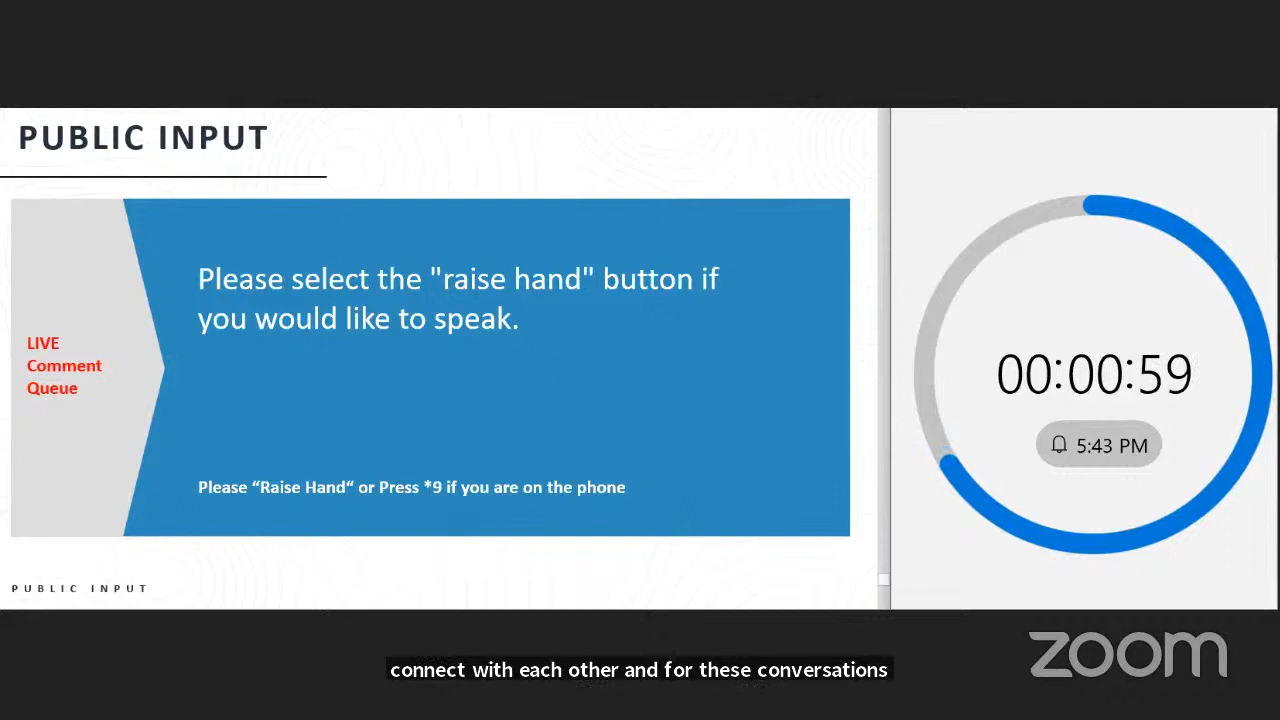 PUBLIC INPUT
Please select the "raise hand" button if
you would like to speak.
LIVE
Comment
Queue
Please “Raise Hand“ or Press *9 if you are on the phone
PUBLIC INPUT
00:00:59
5:43 PM
connect with each other and for these conversations
zoom